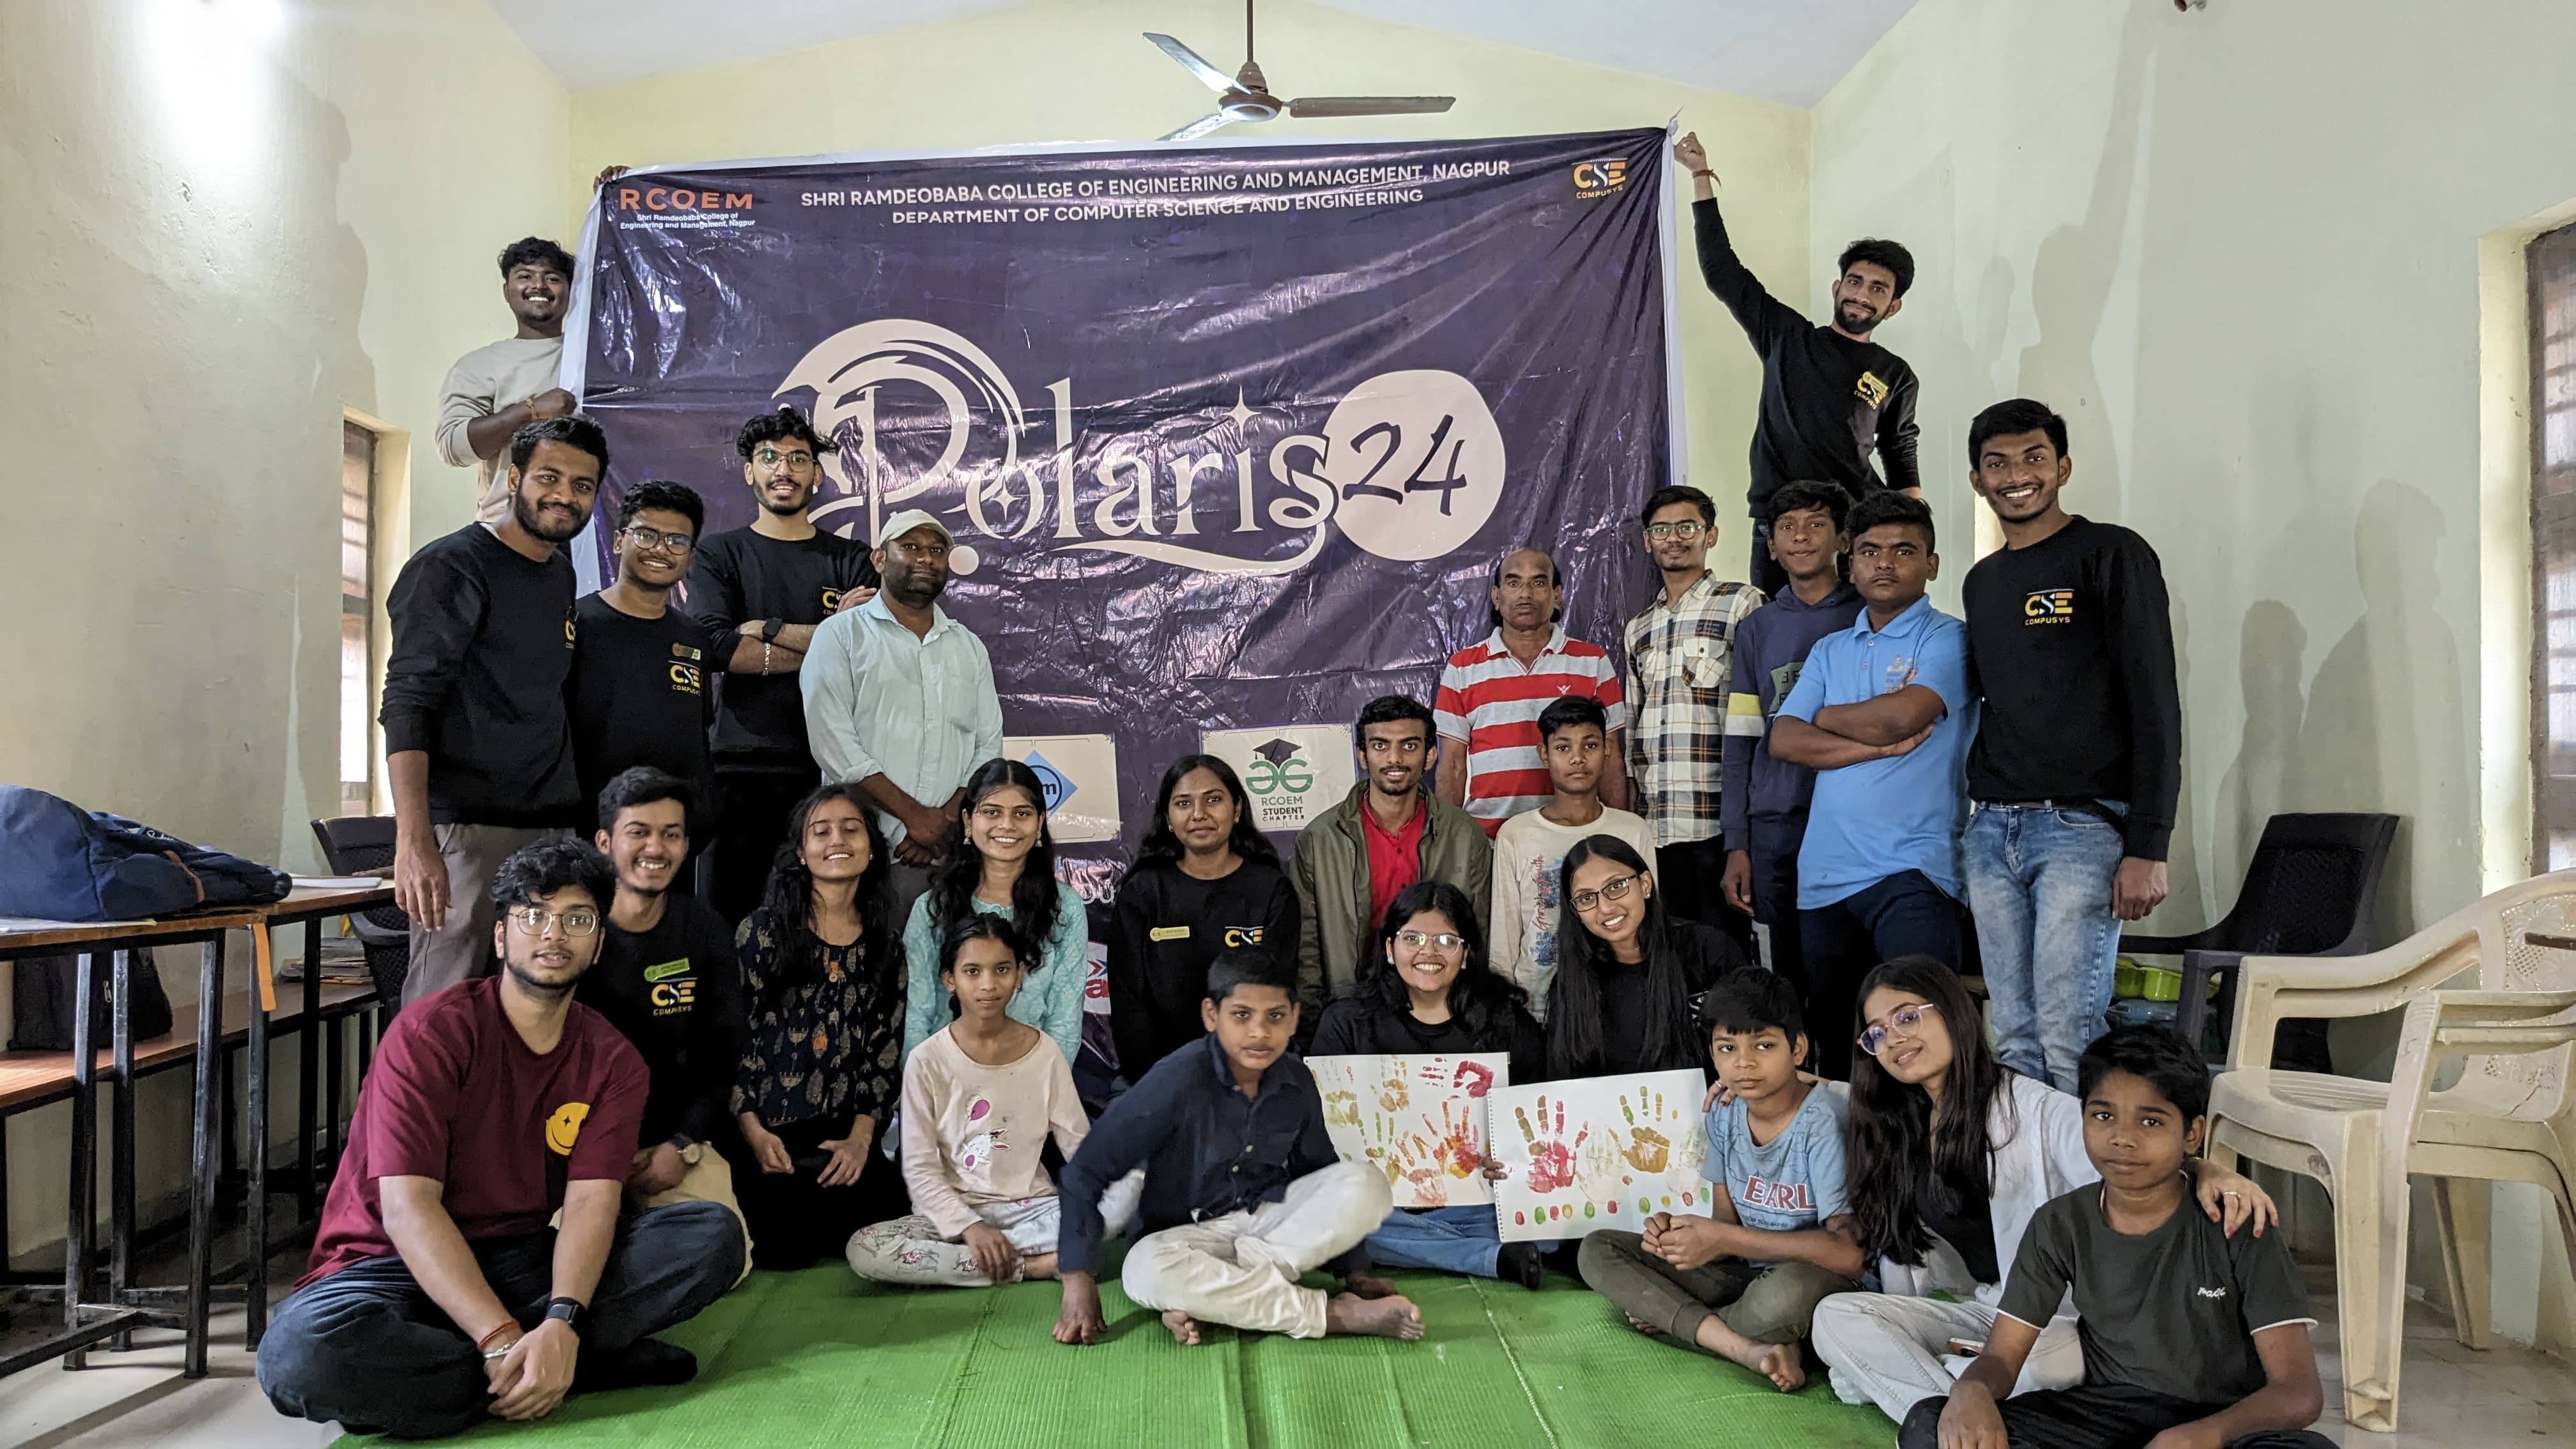 RCOEM
Shri Ramdeobaba College of
Engineering and Management, Nagpur
SHRI RAMDEOBABA COLLEGE OF ENGINEERING AND MANAGEMENT, NAGPUR
DEPARTMENT OF COMPUTER SCIENCE AND ENGINEERING
CSE
COMPUSYS
Polaris 24
CSE
COMPUSYS
CSE
COMPUSYS
CSE
COMPUSYS
RCOEM
STUDENT
CHAPTER
CSE
CSE
COMPUSYS
EARL